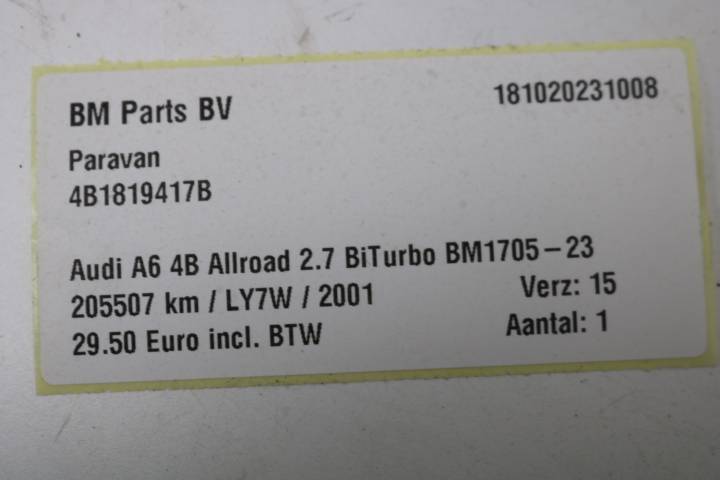 BM Parts BV 181020231008
Paravan
4B1819417B
Audi A6 4B Allroad 2.7 BiTurbo BM1705-23
205507 km / LY7W / 2001 Verz: 15
29.50 Euro incl. BTW Aantal: 1